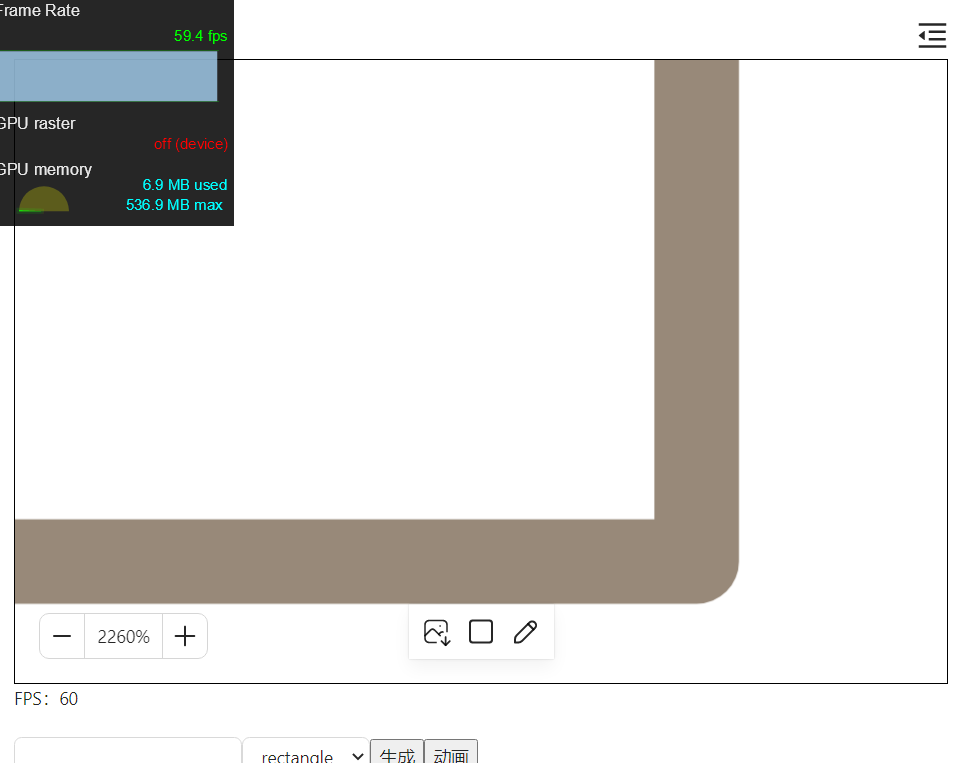 Frame Rate
59.4 fps
GPU raster
off (device)
GPU memory
6.9 MB used
536.9 MB max
2260%
FPS：60
rectangle
生成
动画